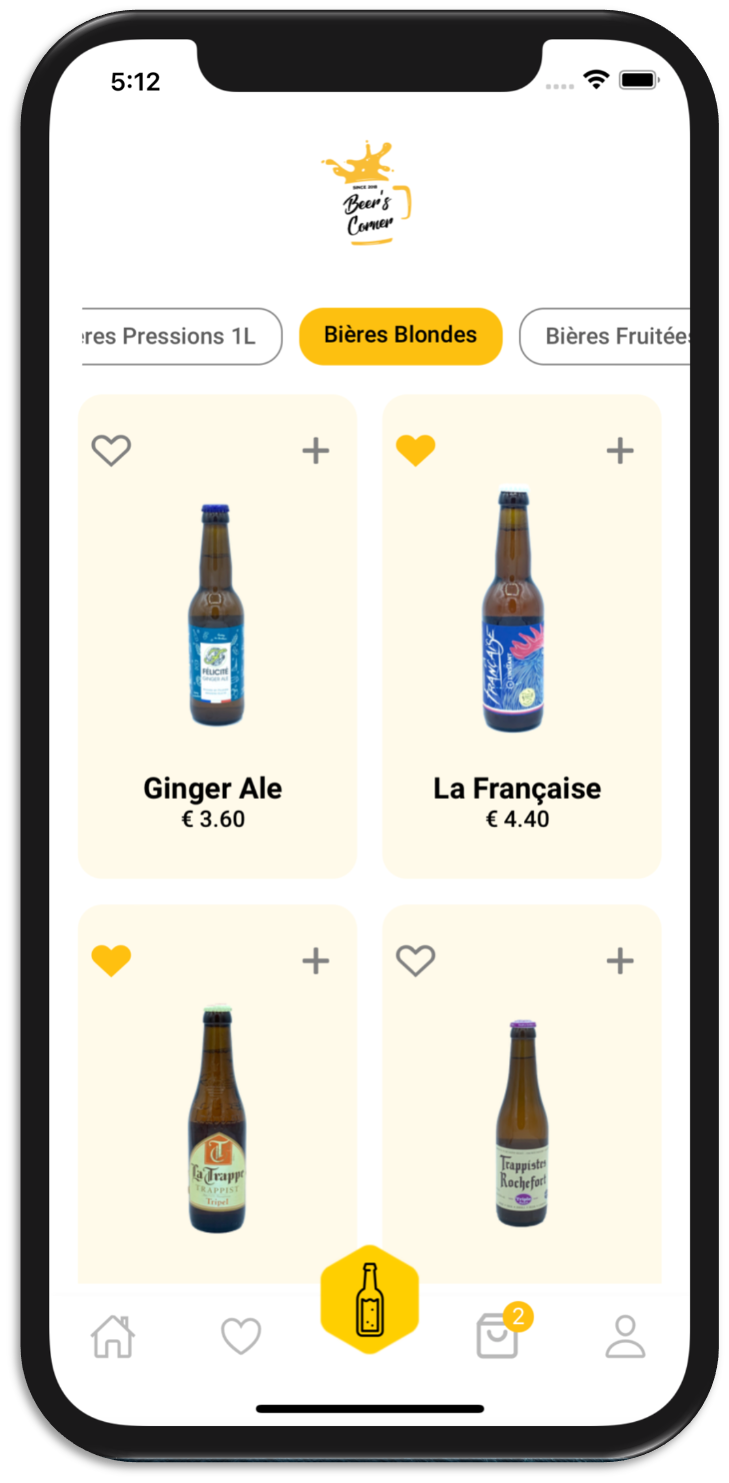 5:12
SINCE 2018
Beer's
Corner
ères Pressions 1L
Bières Blondes
Bières Fruitées
FÉLICITÉ
GINGER ALE
FRANÇAISE
Ginger Ale
€ 3.60
La Française
€ 4.40
La Trappe
TRAPPIST
Tripel
Trappistes
Rochefort
2